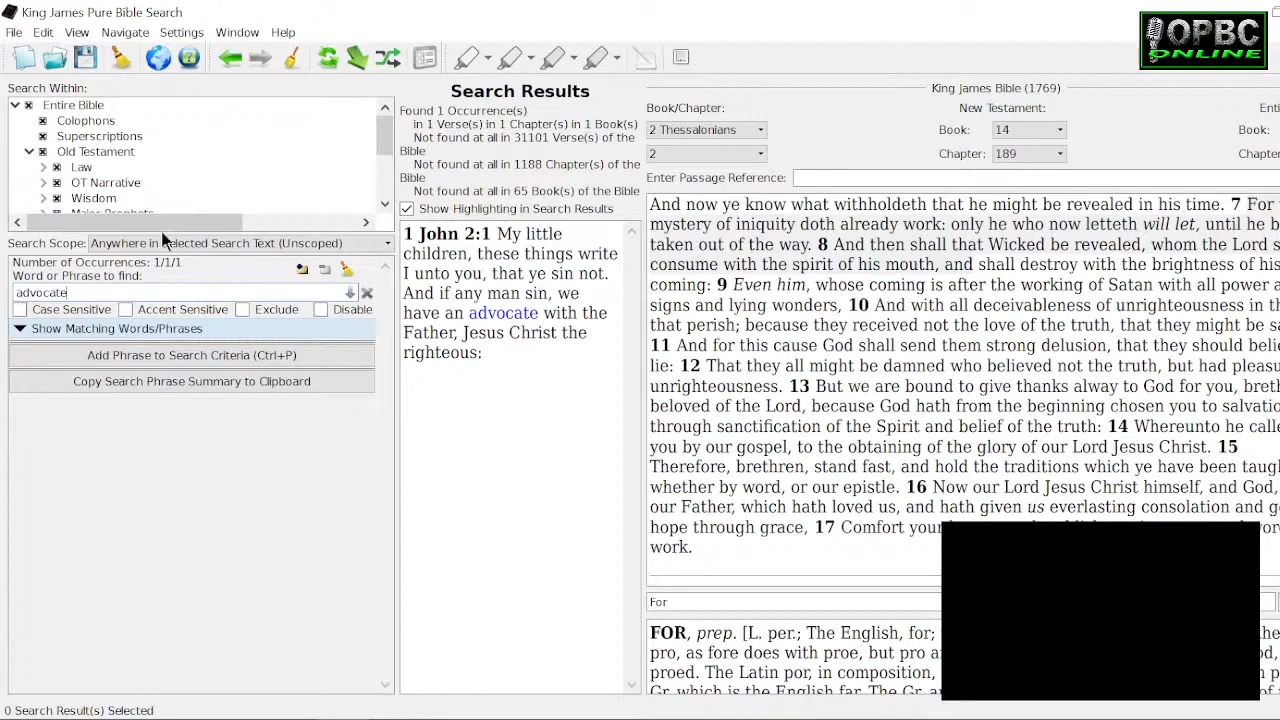 King James Pure Bible Search
OPBC
ONLINE
File Edit View Navigate Settings Window Help
Search Within:
Entire Bible
Colophons
Superscriptions
Old Testament
Law
OT Narrative
Wisdom
Major Prophets
Search Scope: Anywhere in Selected Search Text (Unscoped)
Number of Occurrences: 1/1/1
Word or Phrase to find:
advocate
Case Sensitive Accent Sensitive Exclude Disable
Show Matching Words/Phrases
Add Phrase to Search Criteria (Ctrl+P)
Copy Search Phrase Summary to Clipboard
Search Results
Found 1 Occurrence(s)
in 1 Verse(s) in 1 Chapter(s) in 1 Book(s)
Not found at all in 31101 Verse(s) of the
Bible
Not found at all in 1188 Chapter(s) of the
Bible
Not found at all in 65 Book(s) of the Bible
Show Highlighting in Search Results
1 John 2:1 My little
children, these things write
I unto you, that ye sin not.
And if any man sin, we
have an advocate with the
Father, Jesus Christ the
righteous:
King James Bible (1769)
Book/Chapter: New Testament:
2 Thessalonians Book: 14 Book:
2 Chapter: 189 Chapter
Enter Passage Reference:
And now ye know what withholdeth that he might be revealed in his time. 7 For
mystery of iniquity doth already work: only he who now letteth will let, until he b
taken out of the way. 8 And then shall that Wicked be revealed, whom the Lord s
consume with the spirit of his mouth, and shall destroy with the brightness of his
coming: 9 Even him, whose coming is after the working of Satan with all power a
signs and lying wonders, 10 And with all deceivableness of unrighteousness in th
that perish; because they received not the love of the truth, that they might be sa
11 And for this cause God shall send them strong delusion, that they should belie
lie: 12 That they all might be damned who believed not the truth, but had pleasu
unrighteousness. 13 But we are bound to give thanks alway to God for you, breth
beloved of the Lord, because God hath from the beginning chosen you to salvatio
through sanctification of the Spirit and belief of the truth: 14 Whereunto he calle
you by our gospel, to the obtaining of the glory of our Lord Jesus Christ. 15
Therefore, brethren, stand fast, and hold the traditions which ye have been taugh
whether by word, or our epistle. 16 Now our Lord Jesus Christ himself, and God,
our Father, which hath loved us, and hath given us everlasting consolation and go
hope through grace, 17 Comfort your
work.
For
FOR, prep. [L. per.; The English, for;
pro, as fore does with proe, but pro a
proed. The Latin por, in composition,
Gr. which is the English far. The Gr.
0 Search Result(s) Selected